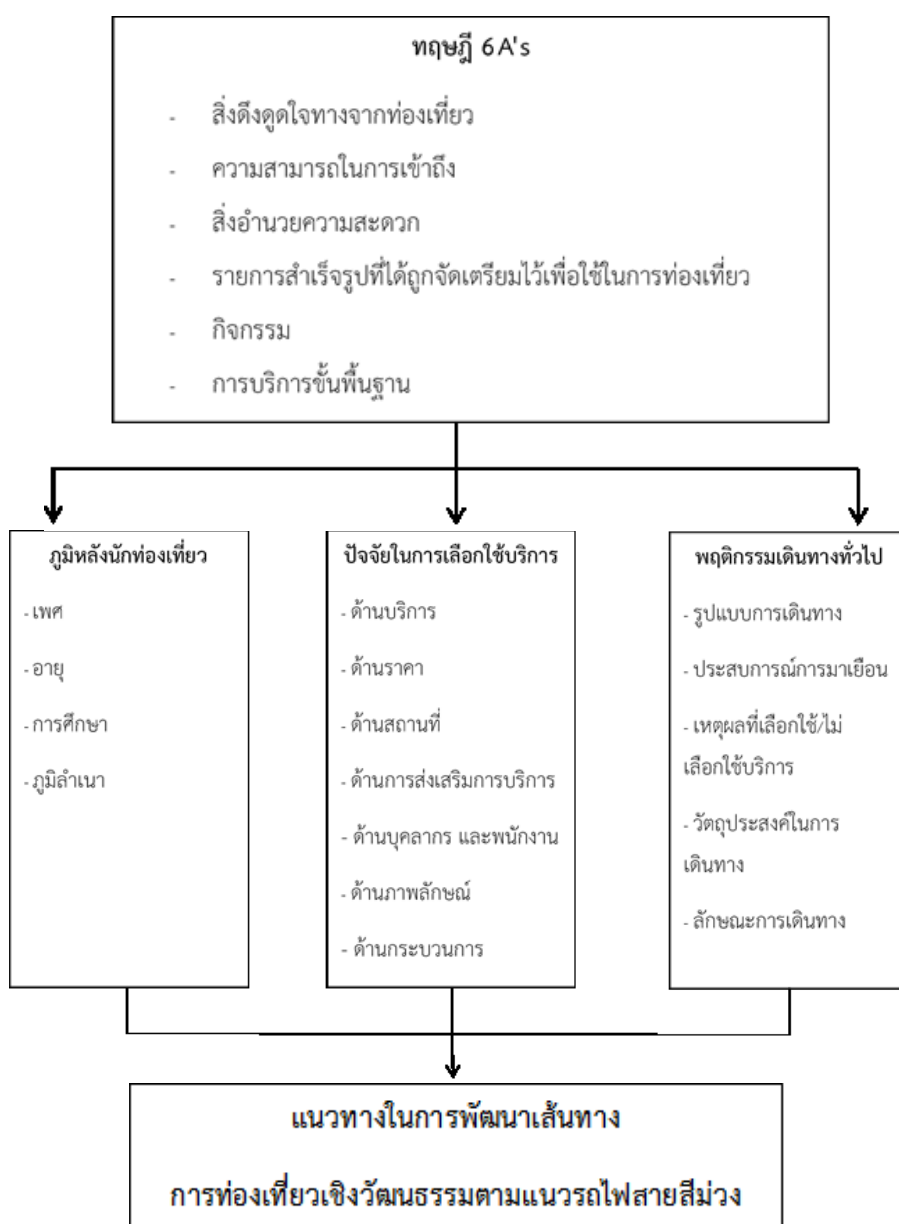 ทฤษฎี 6A's
- สิ่งดึงดูดใจทางจากท่องเที่ยว
- ความสามารถในการเข้าถึง
- สิ่งอำนวยความสะดวก
- รายการสำเร็จรูปที่ได้ถูกจัดเตรียมไว้เพื่อใช้ในการท่องเที่ยว
- กิจกรรม
- การบริการขั้นพื้นฐาน
ภูมิหลังนักท่องเที่ยว
- เพศ
- อายุ
- การศึกษา
- ภูมิลำเนา
ปัจจัยในการเลือกใช้บริการ
- ด้านบริการ
- ด้านราคา
- ด้านสถานที่
- ด้านการส่งเสริมการบริการ
- ด้านบุคลากร และพนักงาน
- ด้านภาพลักษณ์
- ด้านกระบวนการ
พฤติกรรมเดินทางทั่วไป
- รูปแบบการเดินทาง
- ประสบการณ์การมาเยือน
- เหตุผลที่เลือกใช้/ไม่
เลือกใช้บริการ
- วัตถุประสงค์ในการ
เดินทาง
- ลักษณะการเดินทาง
แนวทางในการพัฒนาเส้นทาง
การท่องเที่ยวเชิงวัฒนธรรมตามแนวรถไฟสายสีม่วง